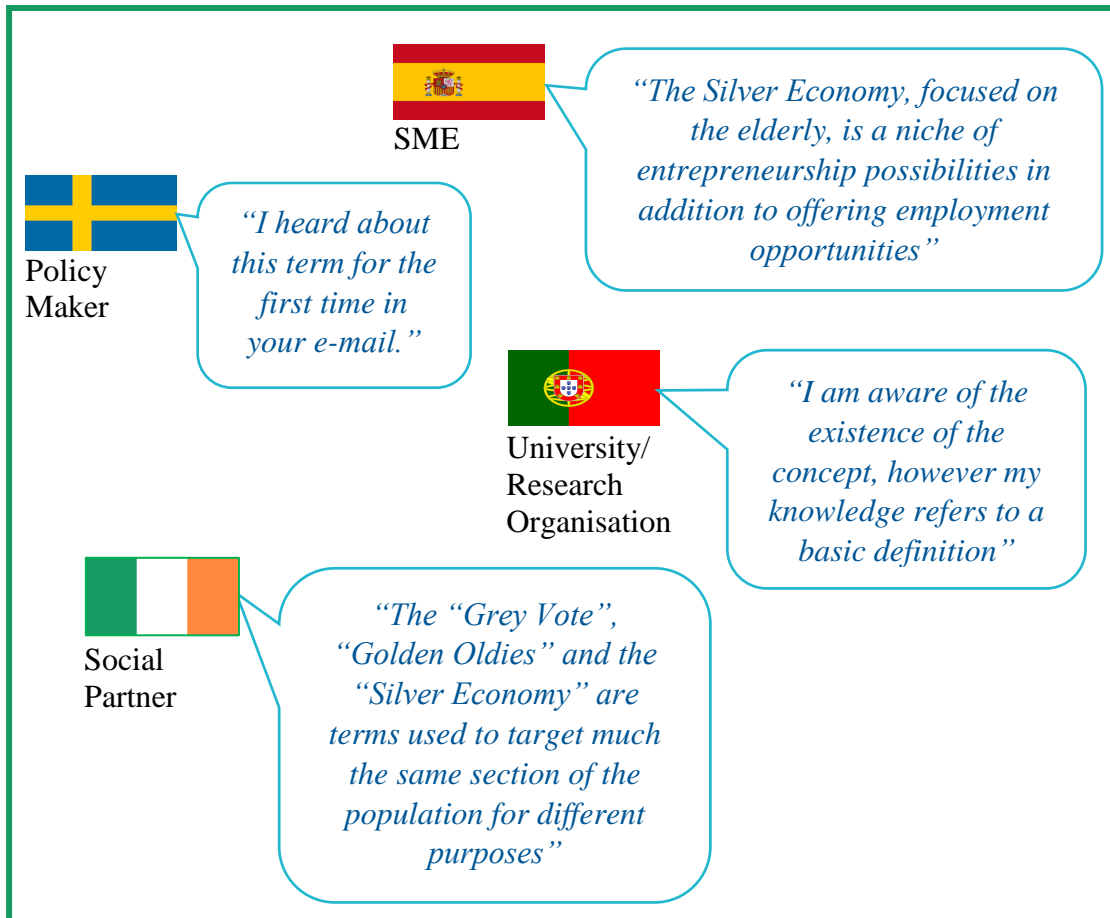 SME
“The Silver Economy, focused on
the elderly, is a niche of
entrepreneurship possibilities in
addition to offering employment
opportunities”
Policy
Maker
“I heard about
this term for the
first time in
your e-mail.”
University/
Research
Organisation
“I am aware of the
existence of the
concept, however my
knowledge refers to a
basic definition”
Social
Partner
“The “Grey Vote”,
“Golden Oldies” and the
“Silver Economy” are
terms used to target much
the same section of the
population for different
purposes”